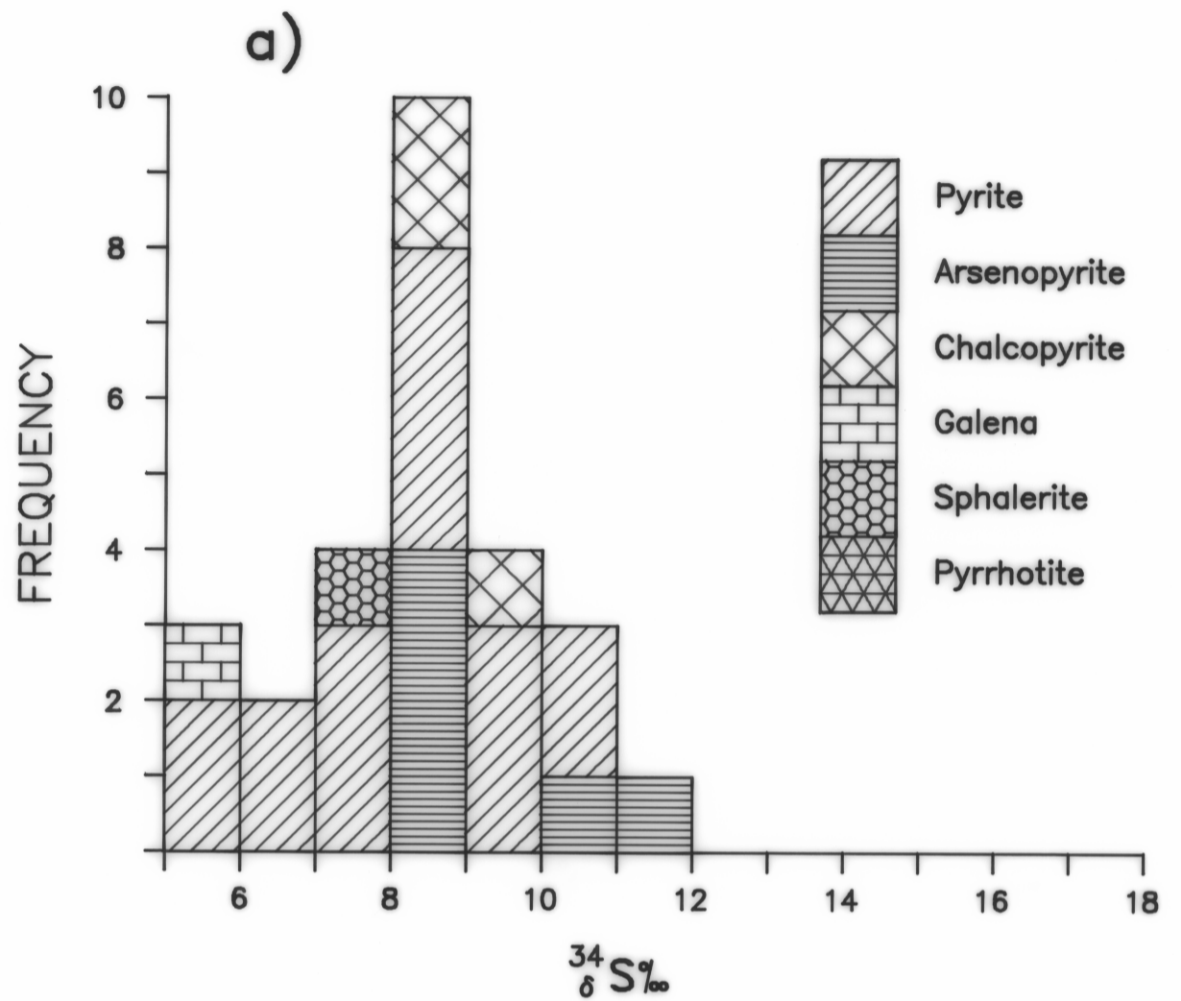 a)
10
8
6
4
2
FREQUENCY
6 8 10 12 14 16 18
34
δ S‰
Pyrite
Arsenopyrite
Chalcopyrite
Galena
Sphalerite
Pyrrhotite